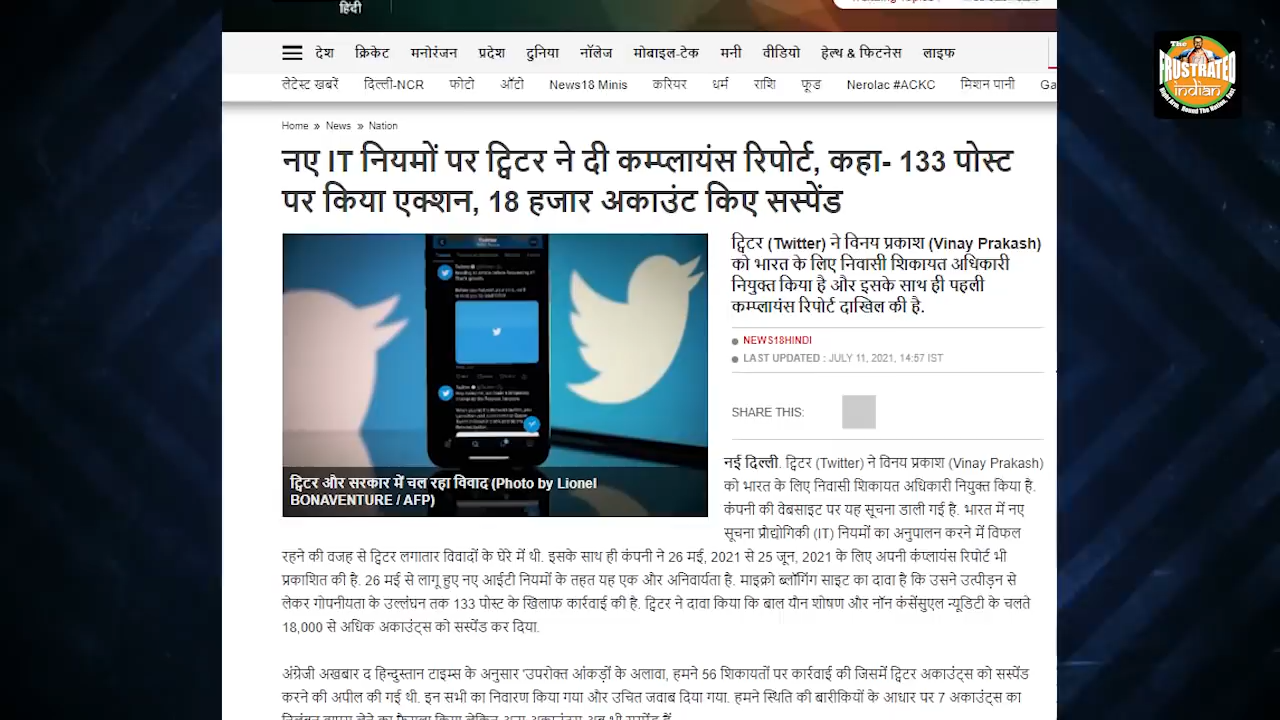 हिंदी
देश क्रिकेट मनोरंजन प्रदेश दुनिया नॉलेज मोबाइल-टेक मनी वीडियो हेल्थ & फिटनेस लाइफ
लेटेस्ट खबरें दिल्ली-NCR फोटो ऑटो News18 Minis करियर धर्म राशि फूड Nerolac #ACKC मिशन पानी
The
FRUSTRATED
indian
Home » News » Nation
नए IT नियमों पर ट्विटर ने दी कम्प्लायंस रिपोर्ट, कहा- 133 पोस्ट
पर किया एक्शन, 18 हजार अकाउंट किए सस्पेंड
ट्विटर और सरकार में चल रहा विवाद (Photo by Lionel
BONAVENTURE / AFP)
ट्विटर (Twitter) ने विनय प्रकाश (Vinay Prakash)
को भारत के लिए निवासी शिकायत अधिकारी
नियुक्त किया है और इसके साथ ही पहली
कम्प्लायंस रिपोर्ट दाखिल की है.
NEWS18HINDI
LAST UPDATED : JULY 11, 2021, 14:57 IST
SHARE THIS:
नई दिल्ली. ट्विटर (Twitter) ने विनय प्रकाश (Vinay Prakash)
को भारत के लिए निवासी शिकायत अधिकारी नियुक्त किया है.
कंपनी की वेबसाइट पर यह सूचना डाली गई है. भारत में नए
सूचना प्रौद्योगिकी (IT) नियमों का अनुपालन करने में विफल
रहने की वजह से ट्विटर लगातार विवादों के घेरे में थी. इसके साथ ही कंपनी ने 26 मई, 2021 से 25 जून, 2021 के लिए अपनी कंप्लायंस रिपोर्ट भी
प्रकाशित की है. 26 मई से लागू हुए नए आईटी नियमों के तहत यह एक और अनिवार्यता है. माइक्रो ब्लॉगिंग साइट का दावा है कि उसने उत्पीड़न से
लेकर गोपनीयता के उल्लंघन तक 133 पोस्ट के खिलाफ कार्रवाई की है. ट्विटर ने दावा किया कि बाल यौन शोषण और नॉन कंसेंसुएल न्यूडिटी के चलते
18,000 से अधिक अकाउंट्स को सस्पेंड कर दिया.
अंग्रेजी अखबार द हिन्दुस्तान टाइम्स के अनुसार 'उपरोक्त आंकड़ों के अलावा, हमने 56 शिकायतों पर कार्रवाई की जिसमें ट्विटर अकाउंट्स को सस्पेंड
करने की अपील की गई थी. इन सभी का निवारण किया गया और उचित जवाब दिया गया. हमने स्थिति की बारीकियों के आधार पर 7 अकाउंट्स का